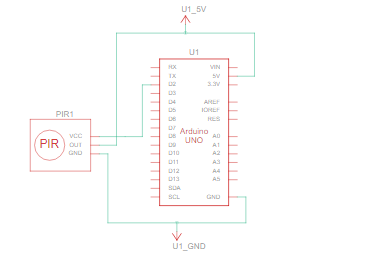 U1_5V
U1
RX
TX
D2
D3
D4
D5
D6
D7
D8
D9
D10
D11
D12
D13
SDA
SCL
VIN
5V
3.3V
AREF
IOREF
RES
A0
A1
A2
A3
A4
A5
GND
Arduino
UNO
PIR1
PIR
VCC
OUT
GND
U1_GND